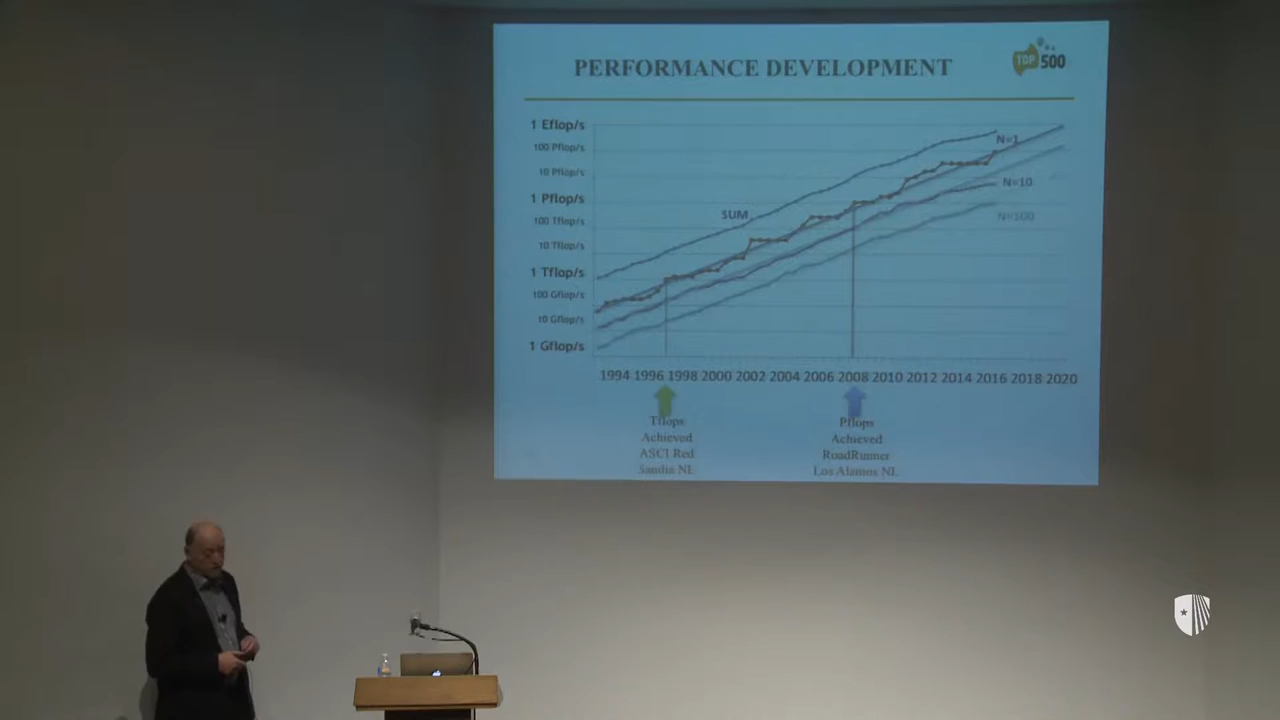 PERFORMANCE DEVELOPMENT
TOP 500
1 Eflop/s
100 Pflop/s
10 Pflop/s
1 Pflop/s
100 Tflop/s
10 Tflop/s
1 Tflop/s
100 Gflop/s
10 Gflop/s
1 Gflop/s
SUM
N=1
N=10
N=100
1994 1996 1998 2000 2002 2004 2006 2008 2010 2012 2014 2016 2018 2020
Tflops
Achieved
ASCI Red
Sandia NL
Pflops
Achieved
RoadRunner
Los Alamos NL